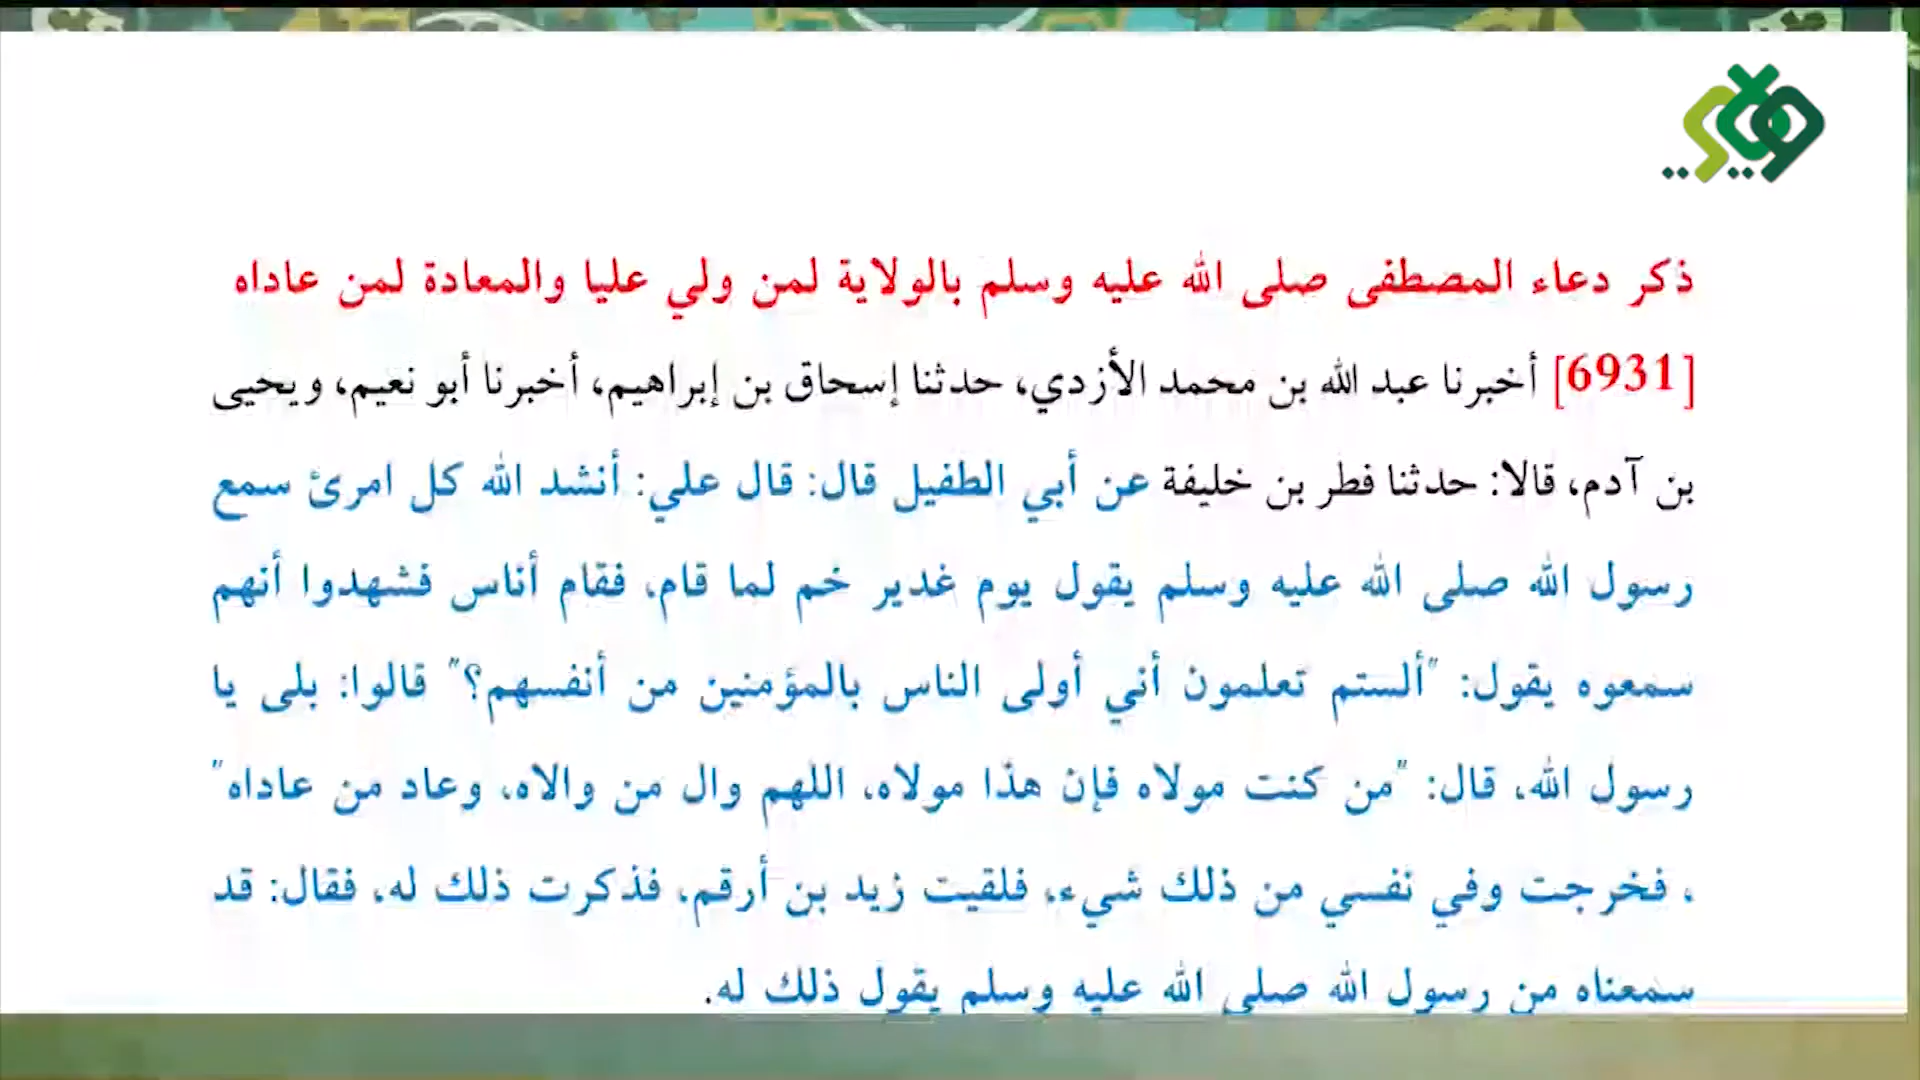 ذكر دعاء المصطفى صلى الله عليه وسلم بالولاية لمن ولي عليا والمعادة لمن عاداه
[6931] أخبرنا عبد الله بن محمد الأزدي، حدثنا إسحاق بن إبراهيم، أخبرنا أبو نعيم، ويحيى
بن آدم، قالا: حدثنا فطر بن خليفة عن أبي الطفيل قال: قال علي: أنشد الله كل امرئ سمع
رسول الله صلى الله عليه وسلم يقول يوم غدير خم لما قام، فقام أناس فشهدوا أنهم
سمعوه يقول: "ألستم تعلمون أني أولى الناس بالمؤمنين من أنفسهم؟" قالوا: بلى يا
رسول الله، قال: "من كنت مولاه فإن هذا مولاه، اللهم وال من والاه، وعاد من عاداه"
، فخرجت وفي نفسي من ذلك شيء، فلقيت زيد بن أرقم، فذكرت ذلك له، فقال: قد
سمعناه من رسول الله صلى الله عليه وسلم يقول ذلك له.